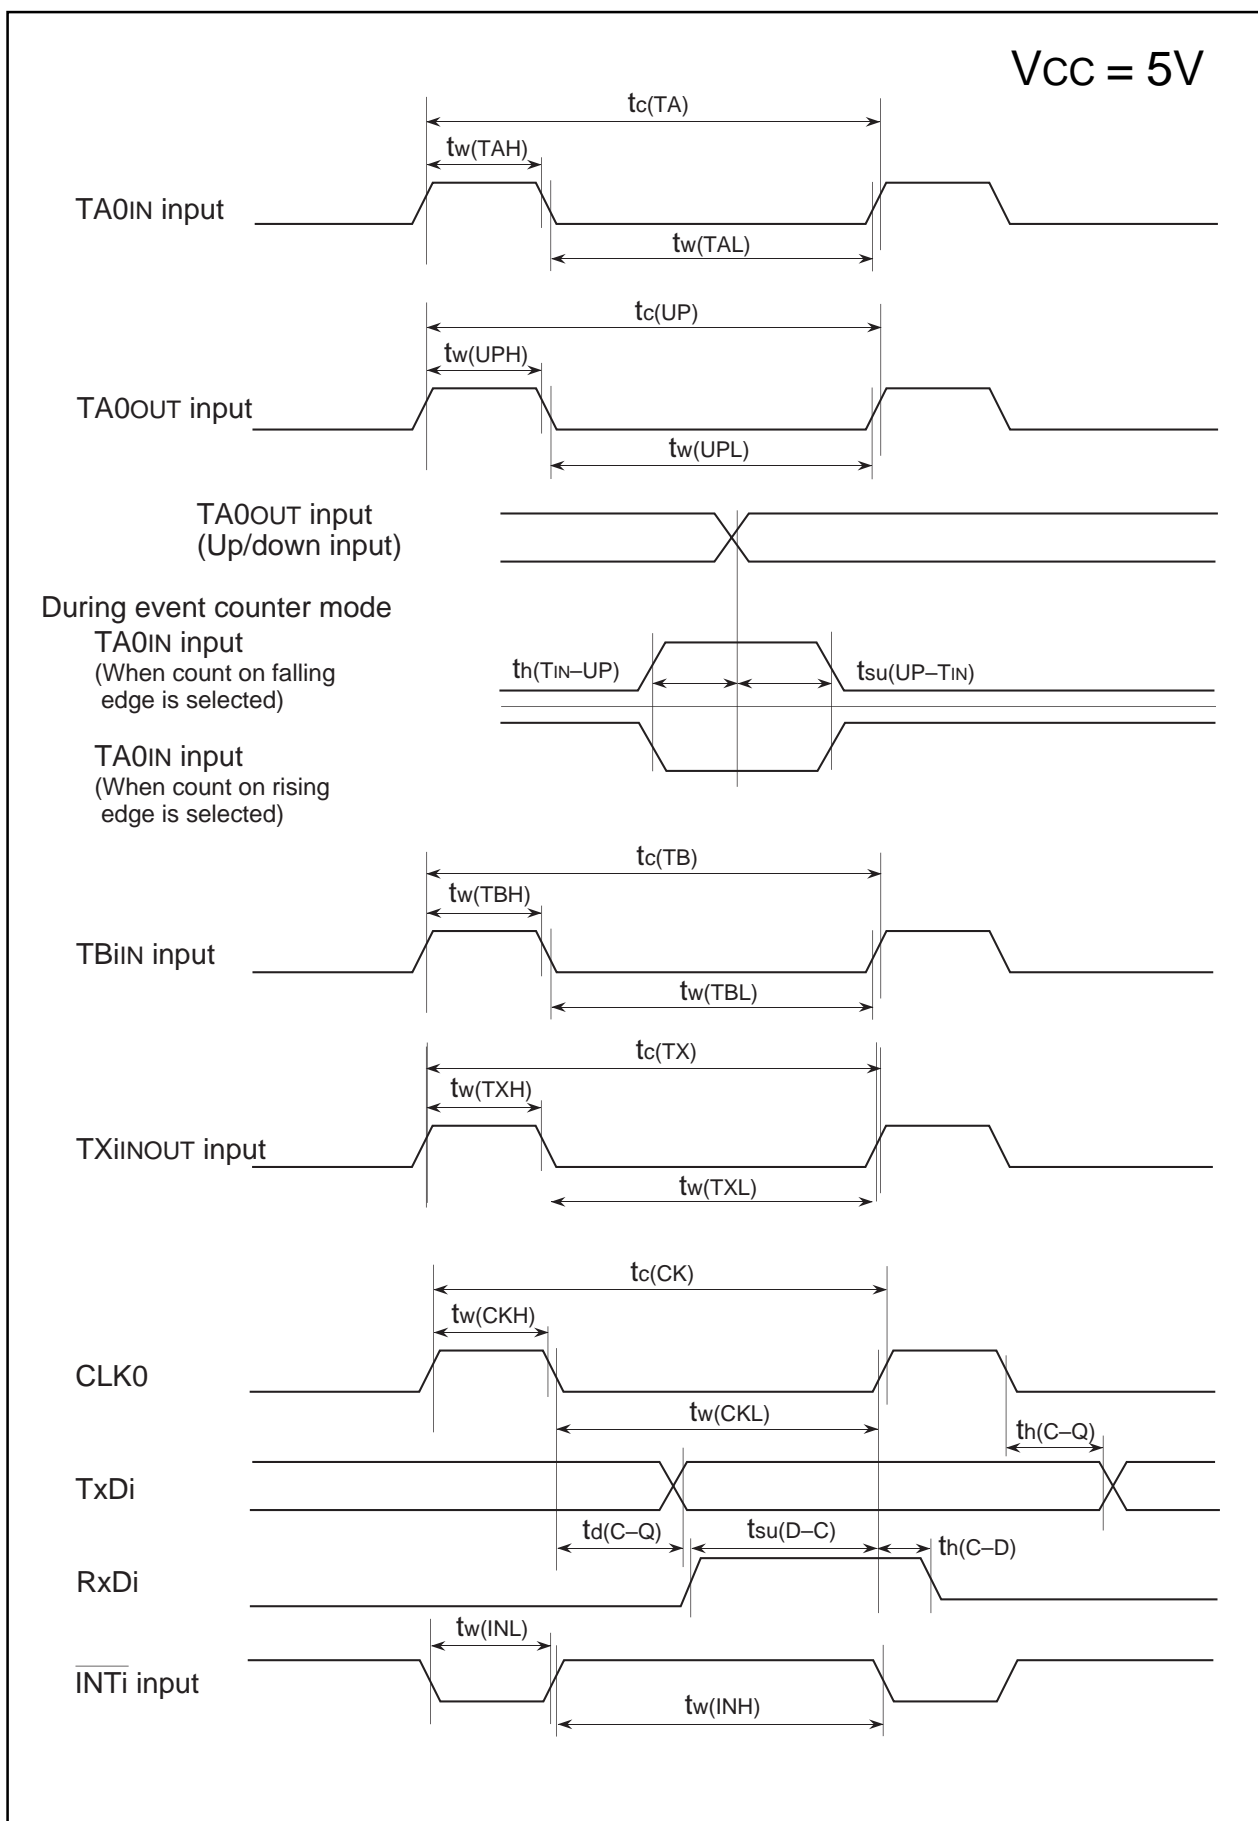 VCC = 5V
tc(TA)
tw(TAH)
TA0IN input
tw(TAL)
tc(UP)
tw(UPH)
TA0OUT input
tw(UPL)
TA0OUT input
(Up/down input)
During event counter mode
TA0IN input
(When count on falling
edge is selected)
th(TIN–UP)
tsu(UP–TIN)
TA0IN input
(When count on rising
edge is selected)
tc(TB)
tw(TBH)
TBiIN input
tw(TBL)
tc(TX)
tw(TXH)
TXiINOUT input
tw(TXL)
tc(CK)
tw(CKH)
CLK0
tw(CKL)
th(C–Q)
TxDi
td(C–Q)
tsu(D–C)
th(C–D)
RxDi
tw(INL)
INTi input
tw(INH)